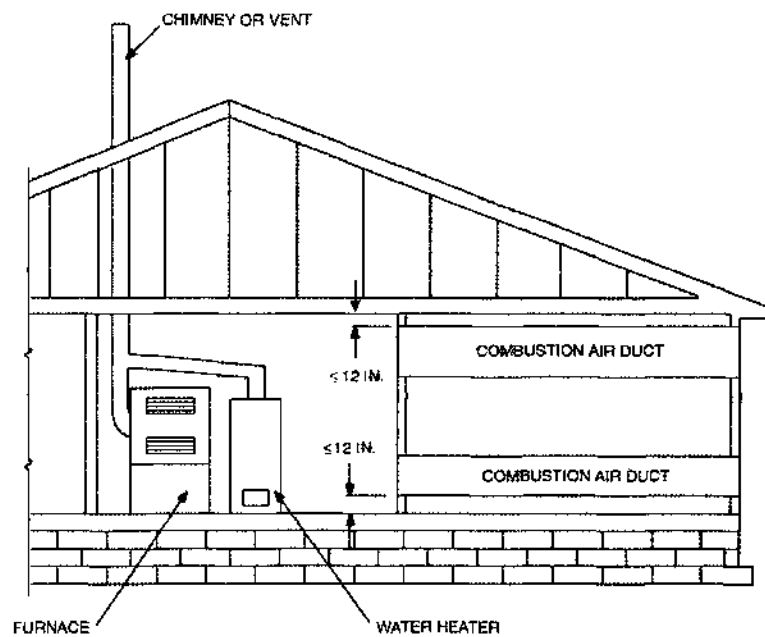 CHIMNEY OR VENT
≤12 IN.
COMBUSTION AIR DUCT
≤12 IN.
COMBUSTION AIR DUCT
FURNACE
WATER HEATER